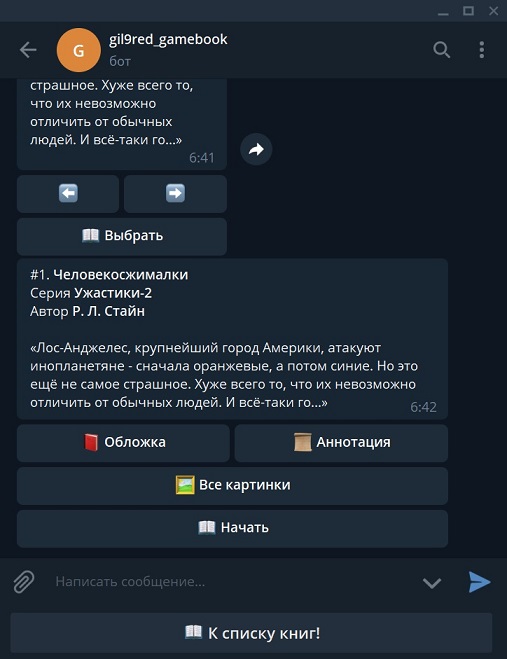 G
gil9red_gamebook
бот
страшное. Хуже всего то,
что их невозможно
отличить от обычных
людей. И всё-таки го...»
6:41
Выбрать
#1. Человекосжималки
Серия Ужастики-2
Автор Р. Л. Стайн
«Лос-Анджелес, крупнейший город Америки, атакуют
инопланетяне - сначала оранжевые, а потом синие. Но это
ещё не самое страшное. Хуже всего то, что их невозможно
отличить от обычных людей. И всё-таки го...»
6:42
Обложка
Аннотация
Все картинки
Начать
Написать сообщение...
К списку книг!